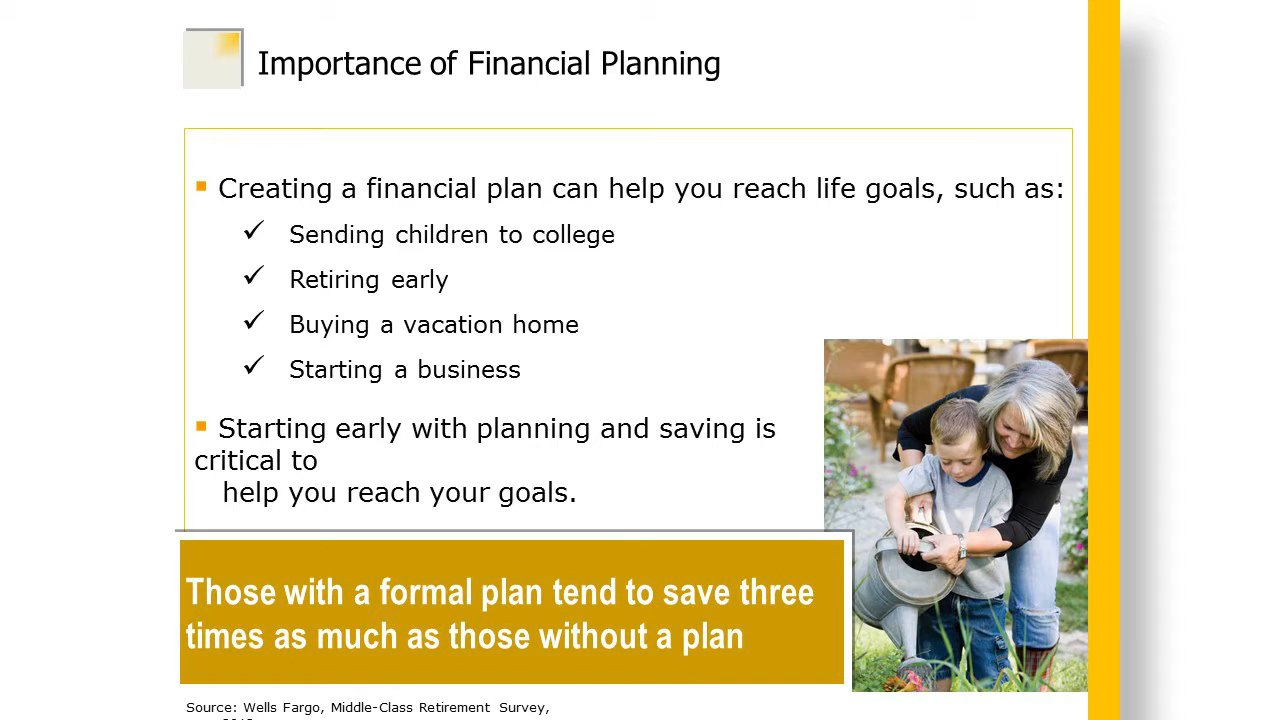 Importance of Financial Planning
▪ Creating a financial plan can help you reach life goals, such as:
✓ Sending children to college
✓ Retiring early
✓ Buying a vacation home
✓ Starting a business
▪ Starting early with planning and saving is
critical to
help you reach your goals.
Those with a formal plan tend to save three
times as much as those without a plan
Source: Wells Fargo, Middle-Class Retirement Survey,